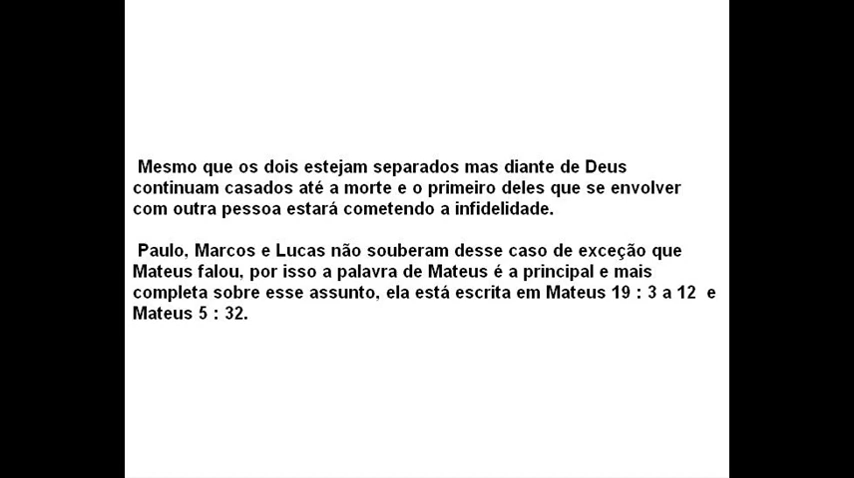 Mesmo que os dois estejam separados mas diante de Deus
continuam casados até a morte e o primeiro deles que se envolver
com outra pessoa estará cometendo a infidelidade.
Paulo, Marcos e Lucas não souberam desse caso de exceção que
Mateus falou, por isso a palavra de Mateus é a principal e mais
completa sobre esse assunto, ela está escrita em Mateus 19 : 3 a 12 e
Mateus 5 : 32.